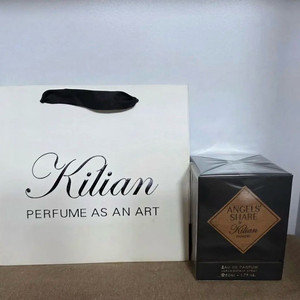 Kilian
PERFUME AS AN ART
ANGELS'
SHARE
Kilian
EAU DE PARFUM